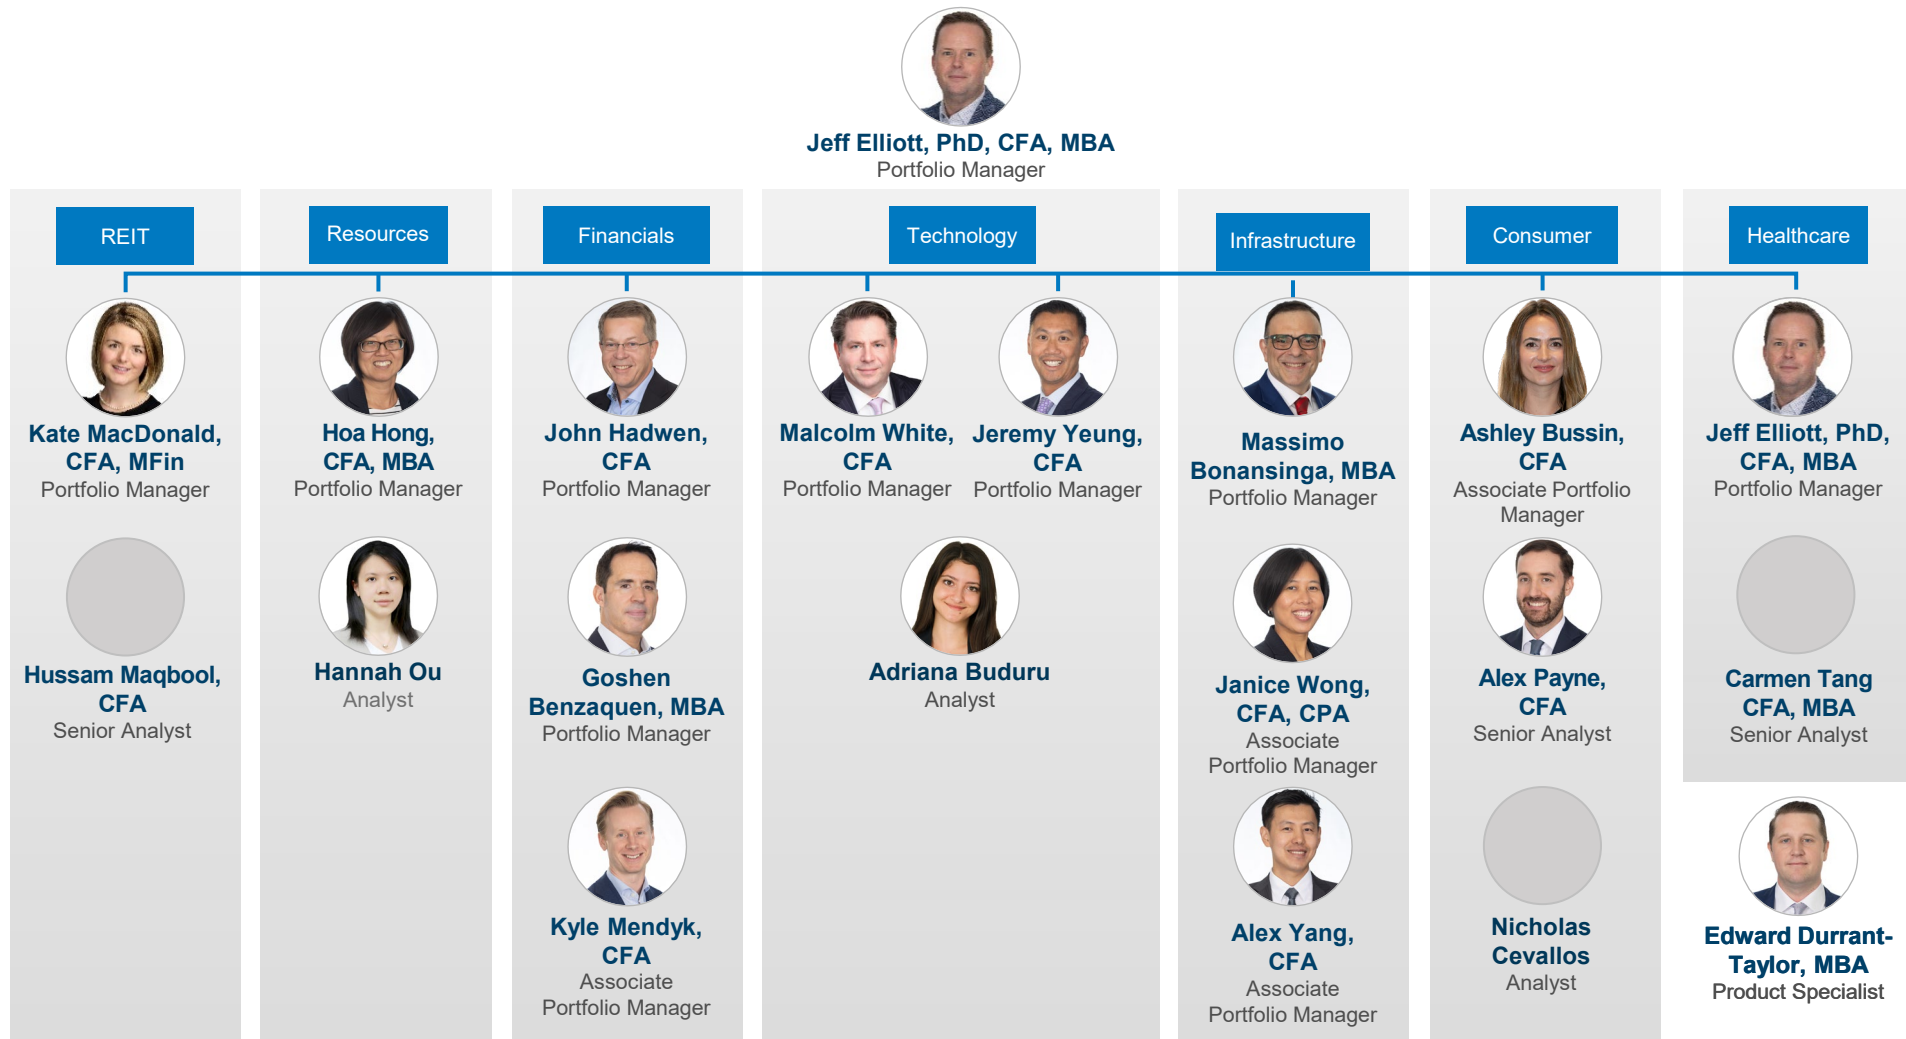 Jeff Elliott, PhD, CFA, MBA
Portfolio Manager
REIT
Kate MacDonald,
CFA, MFin
Portfolio Manager
Hussam Maqbool,
CFA
Senior Analyst
Resources
Hoa Hong,
CFA, MBA
Portfolio Manager
Hannah Ou
Analyst
Financials
John Hadwen,
CFA
Portfolio Manager
Goshen
Benzaquen, MBA
Portfolio Manager
Kyle Mendyk,
CFA
Associate
Portfolio Manager
Technology
Malcolm White,
CFA
Portfolio Manager
Jeremy Yeung,
CFA
Portfolio Manager
Adriana Buduru
Analyst
Infrastructure
Massimo
Bonansinga, MBA
Portfolio Manager
Janice Wong,
CFA, CPA
Associate
Portfolio Manager
Alex Yang,
CFA
Associate
Portfolio Manager
Consumer
Ashley Bussin,
CFA
Associate Portfolio
Manager
Alex Payne,
CFA
Senior Analyst
Nicholas
Cevallos
Analyst
Healthcare
Jeff Elliott, PhD,
CFA, MBA
Portfolio Manager
Carmen Tang
CFA, MBA
Senior Analyst
Edward Durrant-
Taylor, MBA
Product Specialist